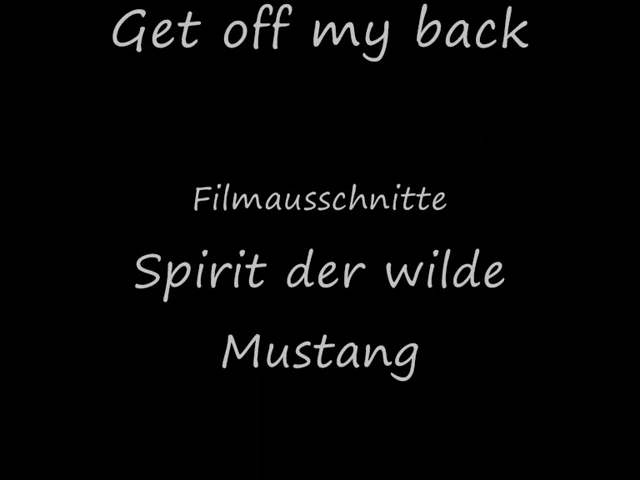 Get off my back
Filmausschnitte
Spirit der wilde
Mustang